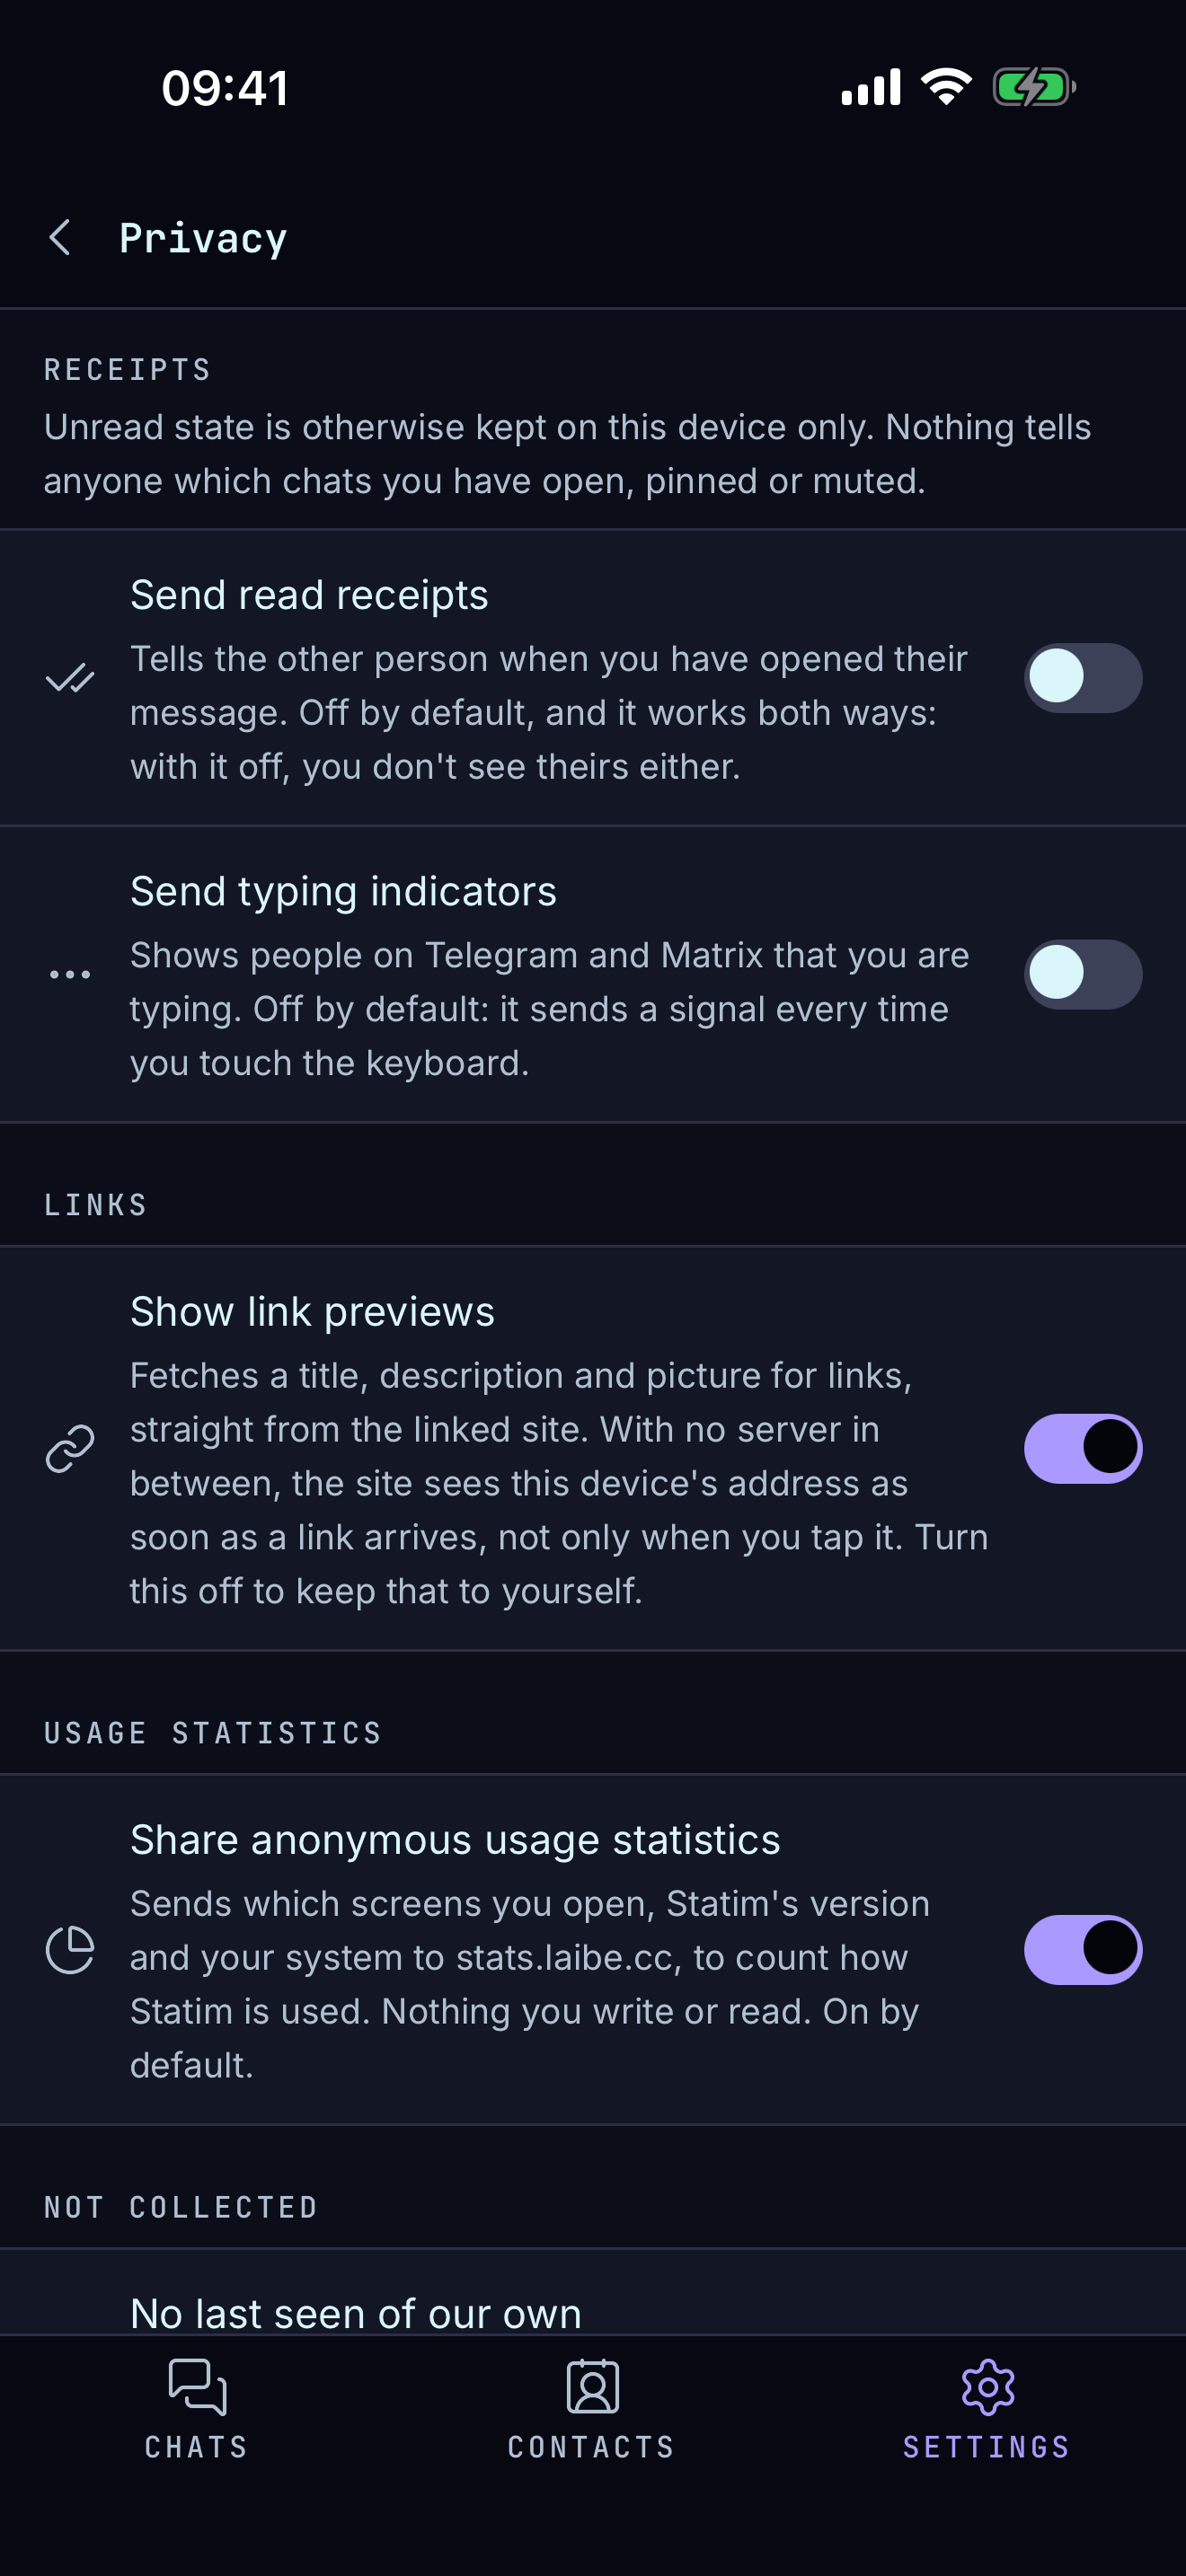 09:41
Privacy
RECEIPTS
Unread state is otherwise kept on this device only. Nothing tells
anyone which chats you have open, pinned or muted.
Send read receipts
Tells the other person when you have opened their
message. Off by default, and it works both ways:
with it off, you don't see theirs either.
Send typing indicators
Shows people on Telegram and Matrix that you are
typing. Off by default: it sends a signal every time
you touch the keyboard.
LINKS
Show link previews
Fetches a title, description and picture for links,
straight from the linked site. With no server in
between, the site sees this device's address as
soon as a link arrives, not only when you tap it. Turn
this off to keep that to yourself.
USAGE STATISTICS
Share anonymous usage statistics
Sends which screens you open, Statim's version
and your system to stats.laibe.cc, to count how
Statim is used. Nothing you write or read. On by
default.
NOT COLLECTED
No last seen of our own
CHATS
CONTACTS
SETTINGS